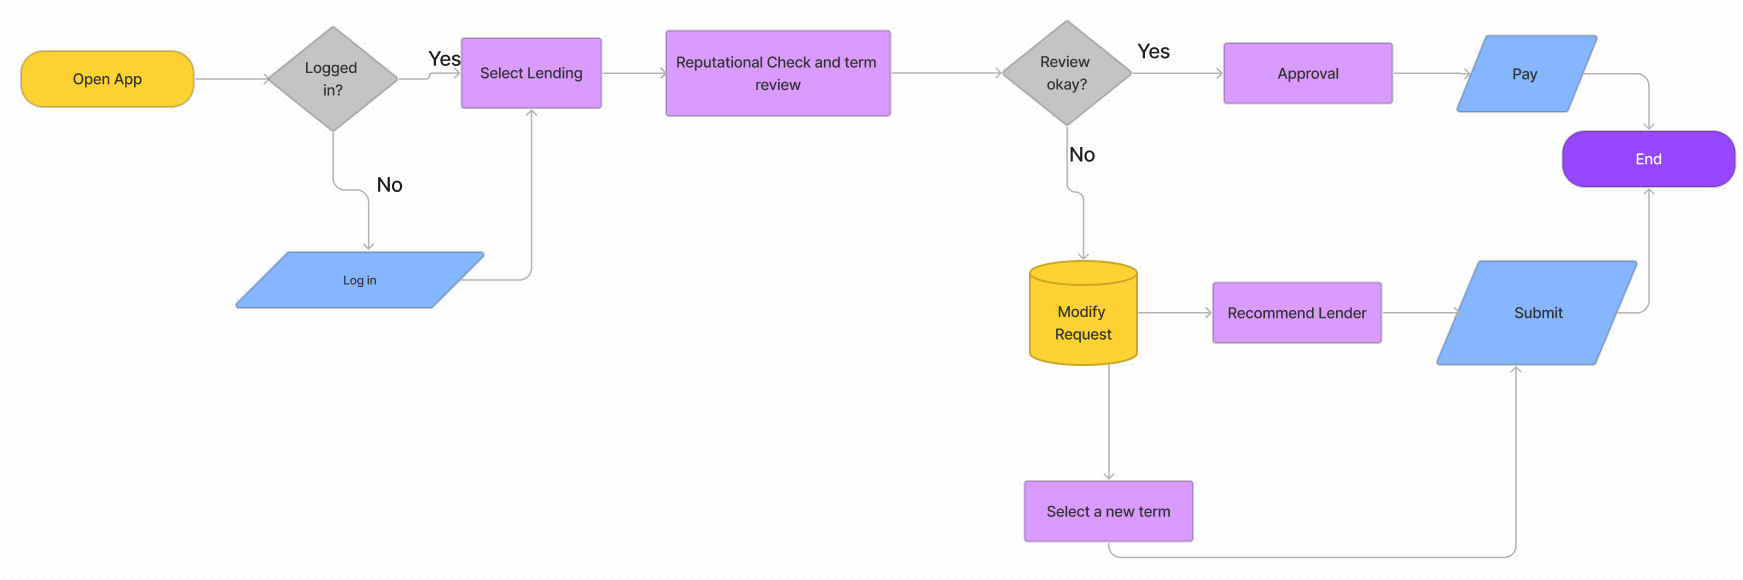 Open App
Logged
in?
Yes
Select Lending
Reputational Check and term
review
Review
okay?
Yes
Approval
Pay
End
No
No
Log in
Modify
Request
Recommend Lender
Submit
Select a new term